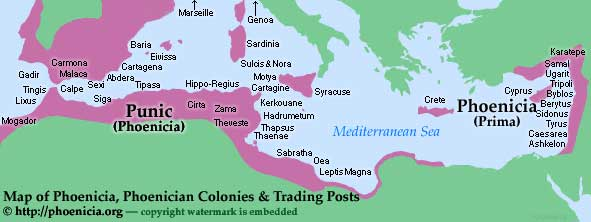 Marseille
Genoa
Karatepe
Baria
Eivissa
Sardinia
Carmona
Malaca
Cartagena
Samal
Ugarit
Gadir
Abdera
Sulcis & Nora
Motya
Tripoli
Tingis
Calpe
Sexi
Tipasa
Hippo-Regius
Cartagine
Syracuse
Cyprus
Byblos
Lixus
Siga
Crete
Phoenicia
(Prima)
Berytus
Mogador
Punic
(Phoenicia)
Cirta
Zama
Kerkouane
Hadrumetum
Sidonus
Tyrus
Theveste
Thapsus
Thaenae
Mediterranean Sea
Caesarea
Ashkelon
Sabratha
Oea
Leptis Magna
Map of Phoenicia, Phoenician Colonies & Trading Posts
© http://phoenicia.org — copyright watermark is embedded